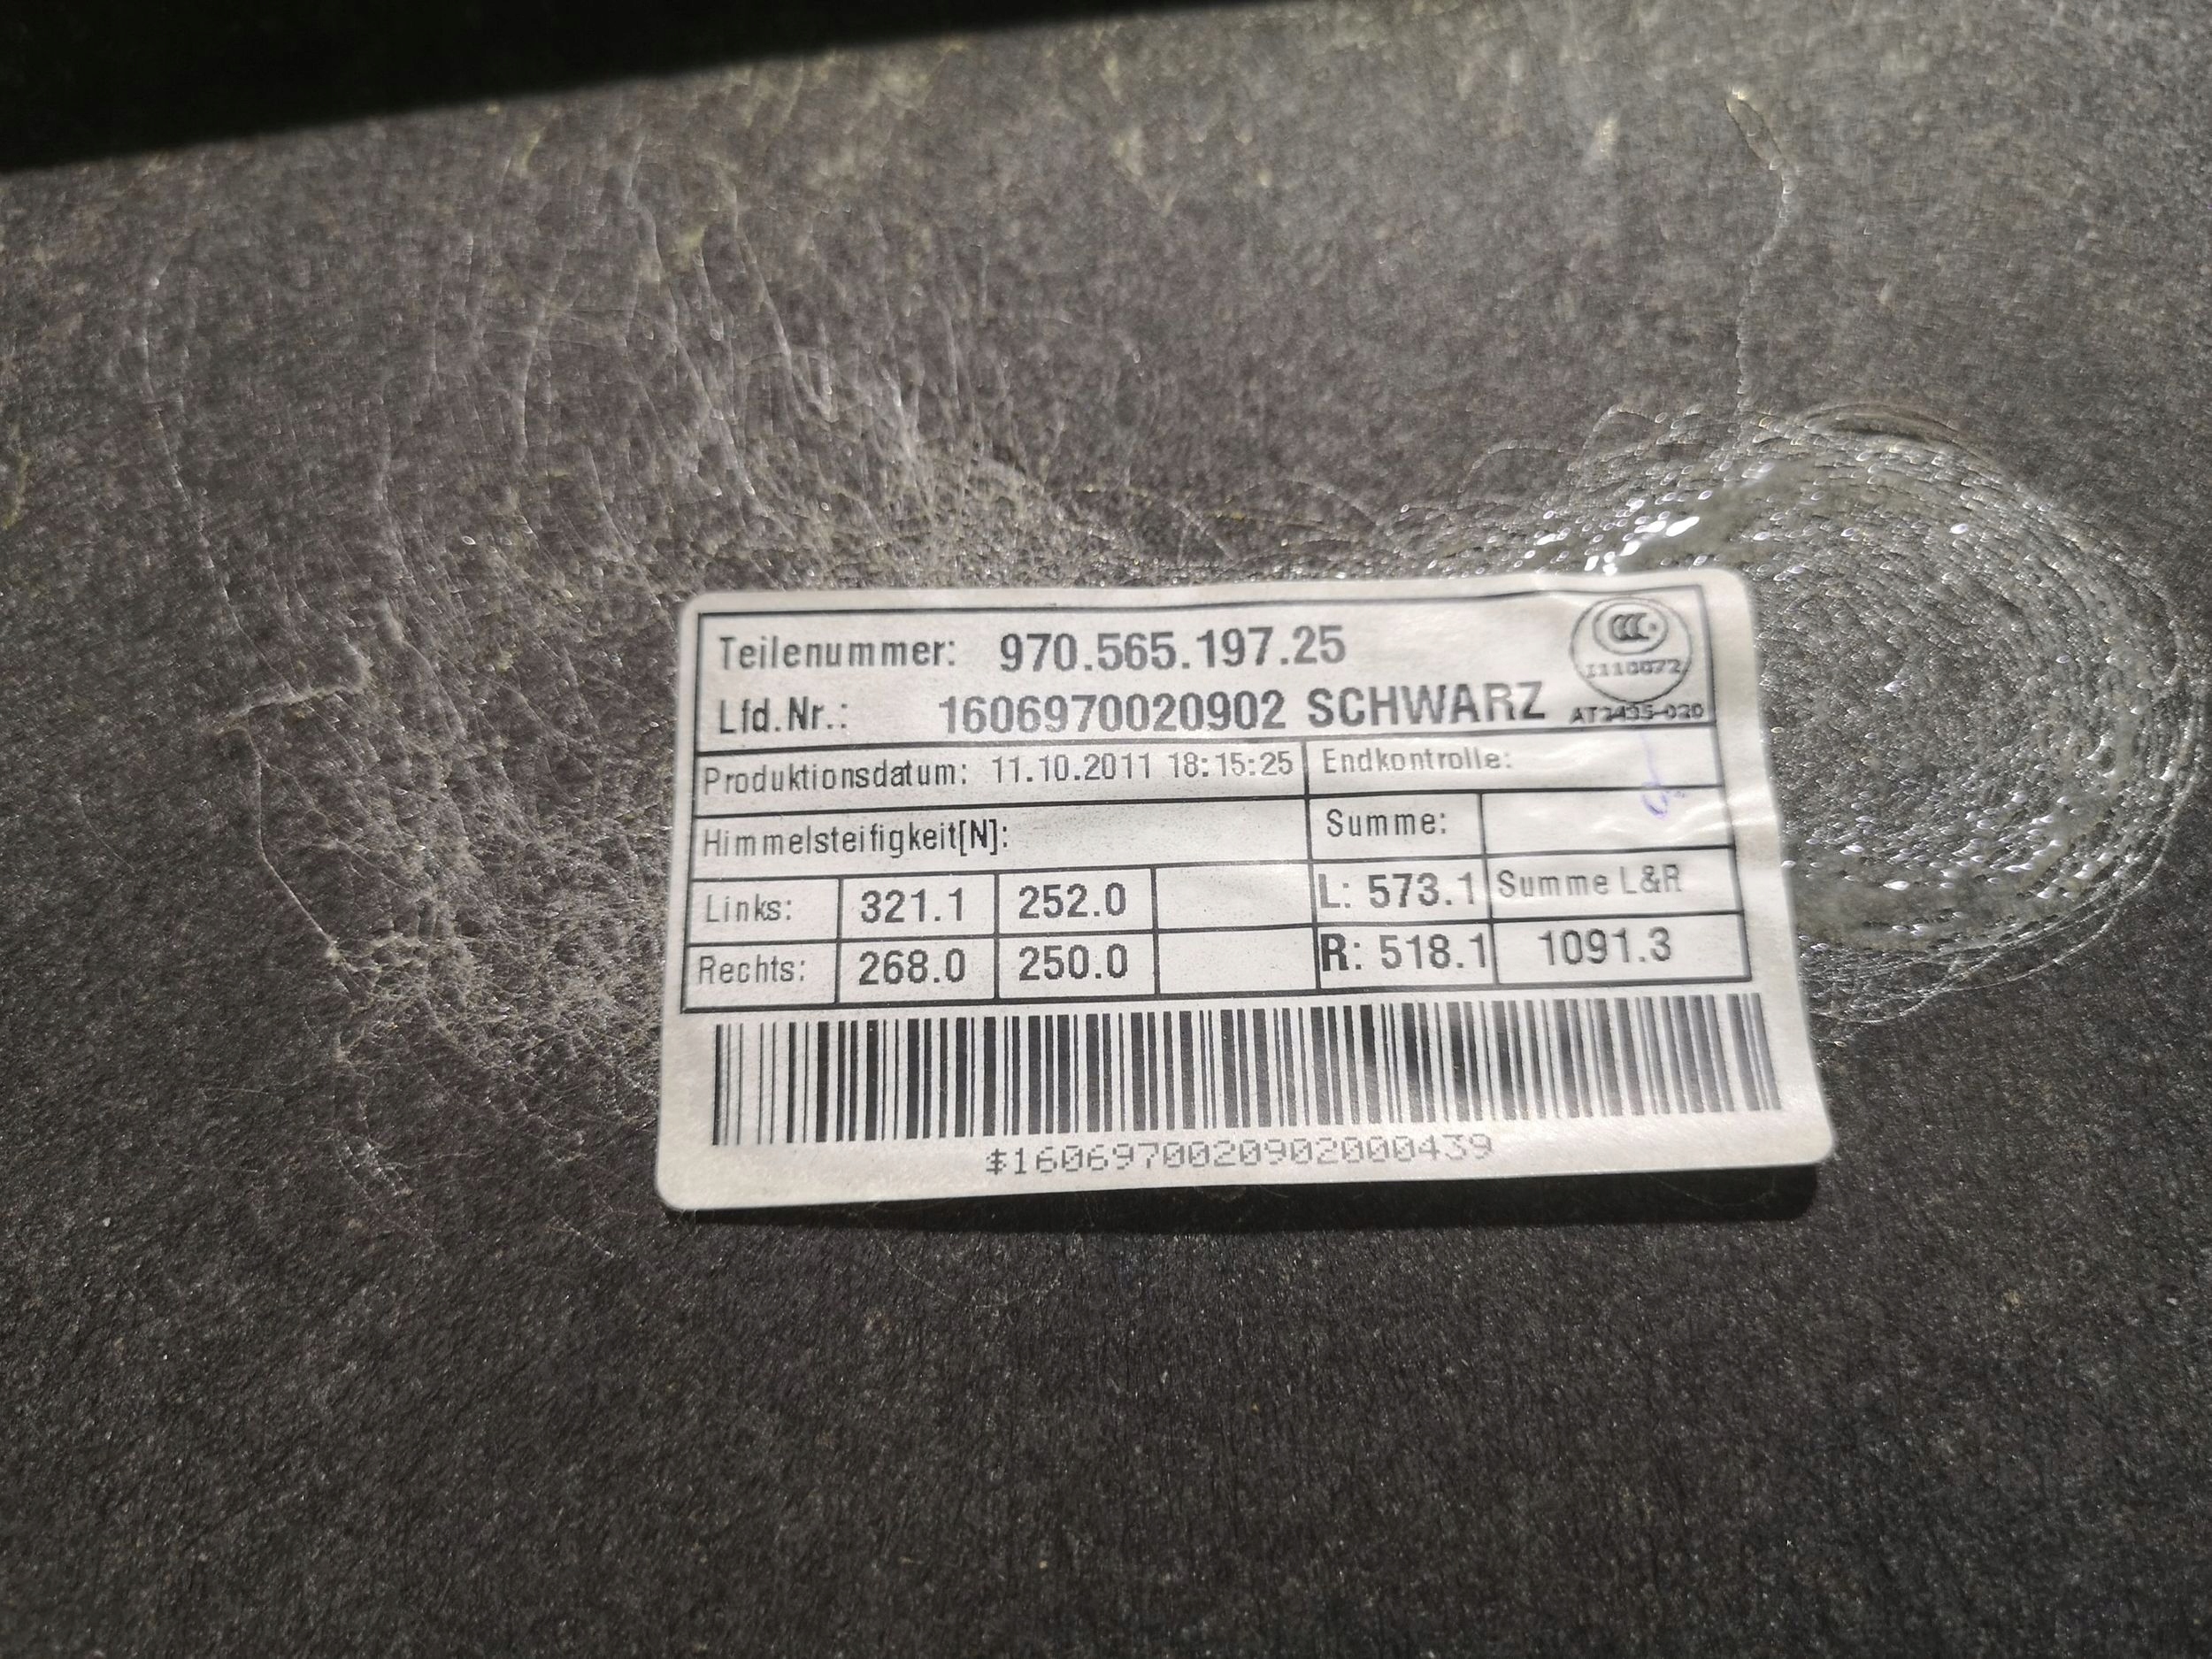 Teilenummer: 970.565.197.25
Lfd.Nr.: 1606970020902 SCHWARZ
CCC
I110072
AT2435-020
Produktionsdatum: 11.10.2011 18:15:25 Endkontrolle:
Himmelsteifigkeit[N]: Summe:
Links: 321.1 252.0 L: 573.1 Summe L&R
Rechts: 268.0 250.0 R: 518.1 1091.3
$1606970020902000439